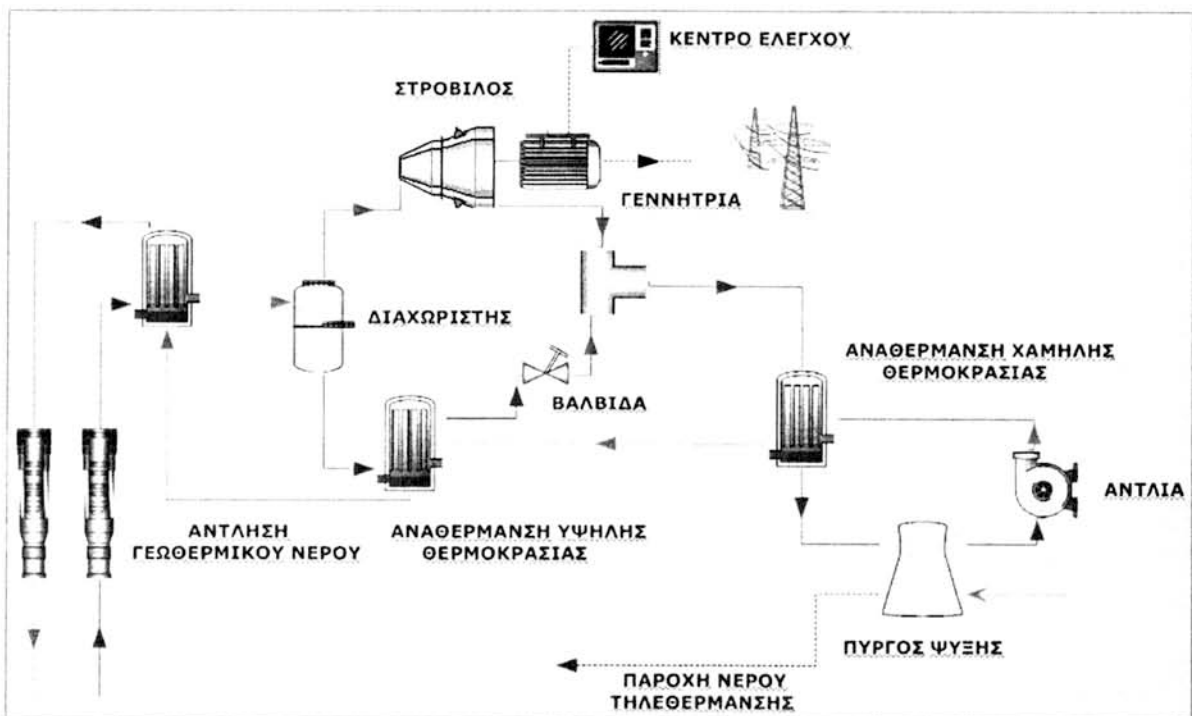 ΚΕΝΤΡΟ ΕΛΕΓΧΟΥ
ΣΤΡΟΒΙΛΟΣ
ΓΕΝΝΗΤΡΙΑ
ΔΙΑΧΩΡΙΣΤΗΣ
ΑΝΑΘΕΡΜΑΝΣΗ ΧΑΜΗΛΗΣ
ΘΕΡΜΟΚΡΑΣΙΑΣ
ΒΑΛΒΙΔΑ
ΑΝΤΛΙΑ
ΑΝΤΛΗΣΗ
ΓΕΩΘΕΡΜΙΚΟΥ ΝΕΡΟΥ
ΑΝΑΘΕΡΜΑΝΣΗ ΥΨΗΛΗΣ
ΘΕΡΜΟΚΡΑΣΙΑΣ
ΠΥΡΓΟΣ ΨΥΞΗΣ
ΠΑΡΟΧΗ ΝΕΡΟΥ
ΤΗΛΕΘΕΡΜΑΝΣΗΣ